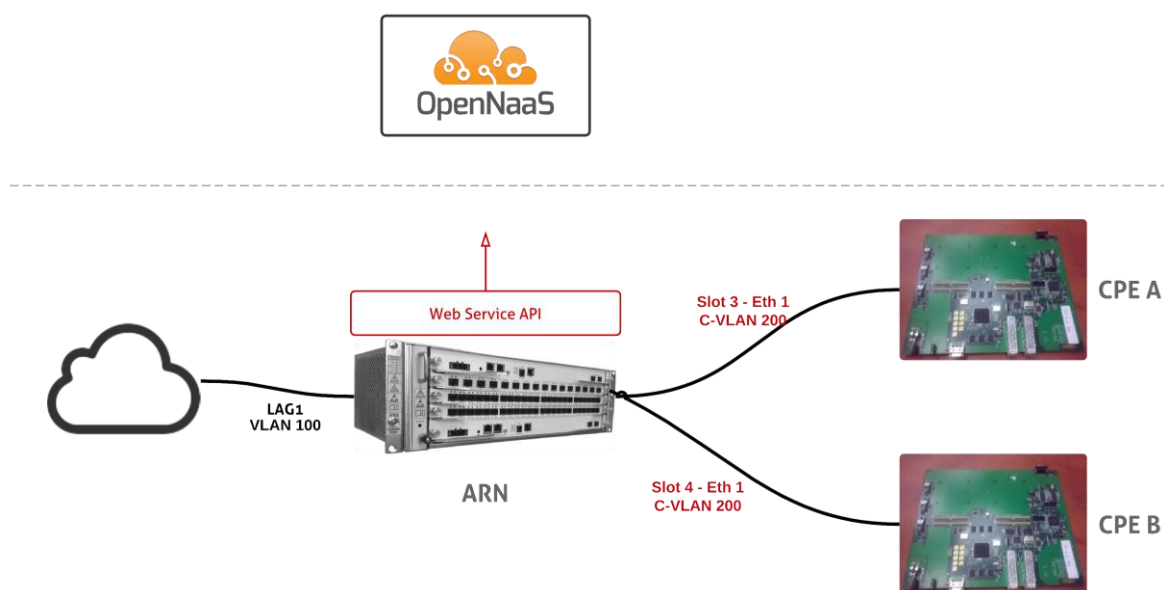 OpenNaaS
Web Service API
Slot 3 - Eth 1
C-VLAN 200
CPE A
LAG1
VLAN 100
ARN
Slot 4 - Eth 1
C-VLAN 200
CPE B